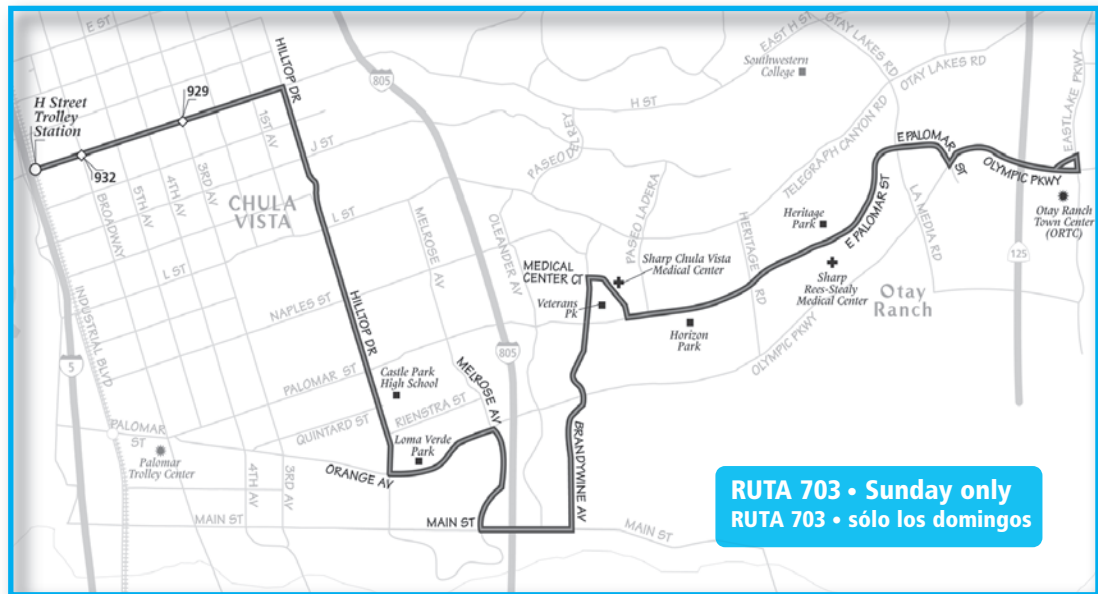 E ST
HILLTOP DR
805
EAST H ST
OTAY LAKES RD
Southwestern
College
OTAY LAKES RD
EASTLAKE PKWY
H Street
Trolley
Station
929
932
H ST
1ST AV
J ST
3RD AV
4TH AV
5TH AV
BROADWAY
CHULA
VISTA
PASEO DEL REY
TELEGRAPH CANYON RD
E PALOMAR ST
OLYMPIC PKWY
L ST
MELROSE AV
OLEANDER AV
PASEO LADERA
HERITAGE RD
Heritage
Park
E PALOMAR ST
LA MEDIA RD
Otay Ranch
Town Center
(ORTC)
L ST
MEDICAL
CENTER CT
Sharp Chula Vista
Medical Center
Sharp
Rees-Stealy
Medical Center
125
INDUSTRIAL BLVD
NAPLES ST
HILLTOP DR
Veterans
Pk
Horizon
Park
Otay
Ranch
OLYMPIC PKWY
5
805
PALOMAR ST
Castle Park
High School
MELROSE AV
RIENSTRA ST
QUINTARD ST
PALOMAR
ST
Loma Verde
Park
BRANDYWINE AV
Palomar
Trolley Center
ORANGE AV
4TH AV
3RD AV
MAIN ST
MAIN ST
MAIN ST
RUTA 703 • Sunday only
RUTA 703 • sólo los domingos